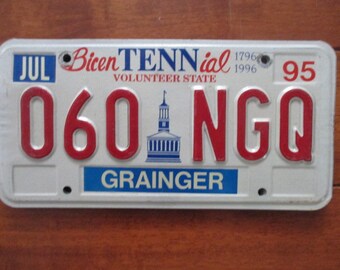 JUL BicenTENNial 1796 95
VOLUNTEER STATE 1996
060 NGQ
GRAINGER